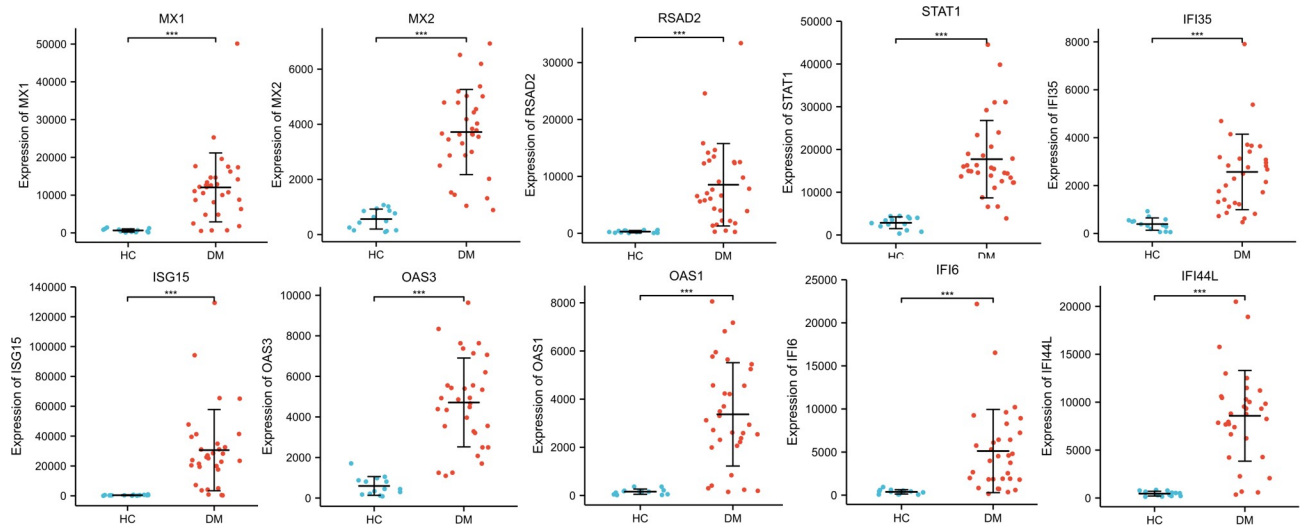 MX1
***
50000
40000
30000
20000
10000
0
Expression of MX1
HC
DM
MX2
***
6000
4000
2000
0
Expression of MX2
HC
DM
RSAD2
***
30000
20000
10000
0
Expression of RSAD2
HC
DM
STAT1
***
50000
40000
30000
20000
10000
0
Expression of STAT1
HC
DM
IFI35
***
8000
6000
4000
2000
0
Expression of IFI35
HC
DM
ISG15
***
140000
120000
100000
80000
60000
40000
20000
0
Expression of ISG15
HC
DM
OAS3
***
10000
8000
6000
4000
2000
0
Expression of OAS3
HC
DM
OAS1
***
8000
6000
4000
2000
0
Expression of OAS1
HC
DM
IFI6
***
25000
20000
15000
10000
5000
0
Expression of IFI6
HC
DM
IFI44L
***
20000
15000
10000
5000
0
Expression of IFI44L
HC
DM